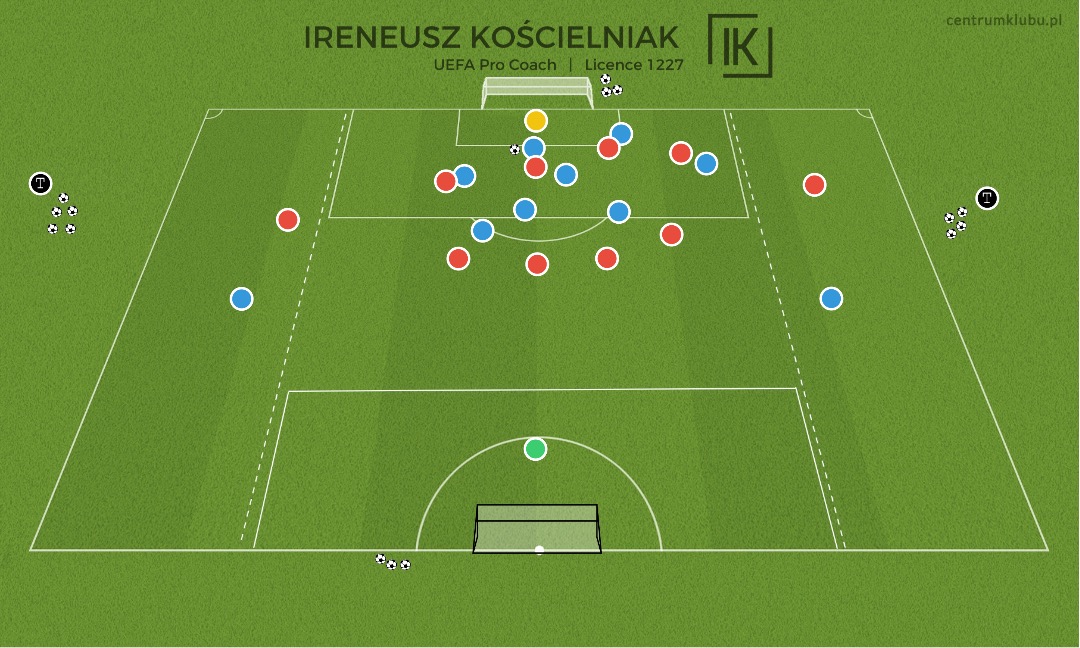 centrumklubu.pl
IRENEUSZ KOŚCIELNIAK
IK
UEFA Pro Coach | Licence 1227
T
T